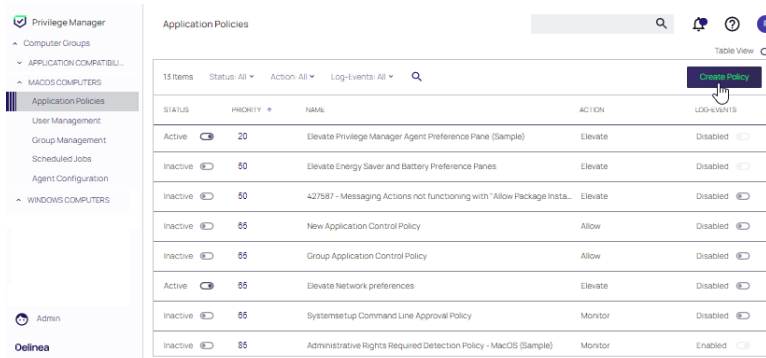 Privilege Manager
Application Policies
Computer Groups
Table View
APPLICATION COMPATIBILI...
MACOS COMPUTERS
13 Items Status: All Action: All Log-Events: All Create Policy
Application Policies
STATUS PRIORITY NAME ACTION LOG-EVENTS
User Management
Active 20 Elevate Privilege Manager Agent Preference Pane (Sample) Elevate Disabled
Group Management
Scheduled Jobs
Inactive 50 Elevate Energy Saver and Battery Preference Panes Elevate Disabled
Agent Configuration
WINDOWS COMPUTERS
Inactive 50 427587 - Messaging Actions not functioning with "Allow Package Insta... Elevate Disabled
Inactive 65 New Application Control Policy Allow Disabled
Inactive 65 Group Application Control Policy Allow Disabled
Active 65 Elevate Network preferences Elevate Disabled
Inactive 65 Systemsetup Command Line Approval Policy Monitor Disabled
Admin
Inactive 85 Administrative Rights Required Detection Policy - MacOS (Sample) Monitor Enabled
Delinea